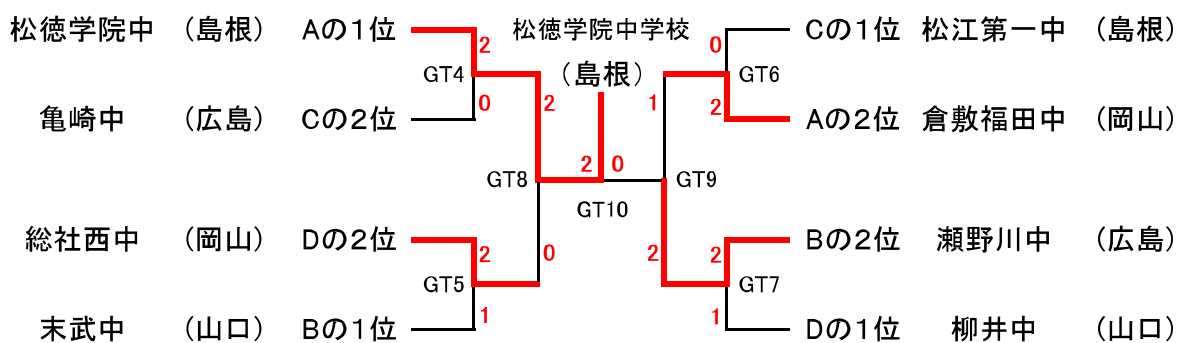 松徳学院中 （島根） Aの1位
2
GT4
0
亀崎中 （広島） Cの2位
2
GT8
0
総社西中 （岡山） Dの2位
2
GT5
1
末武中 （山口） Bの1位
松徳学院中学校
（島根）
2 0
GT10
Cの1位 松江第一中 （島根）
0
GT6
2
Aの2位 倉敷福田中 （岡山）
1
GT9
2
Bの2位 瀬野川中 （広島）
2
GT7
1
Dの1位 柳井中 （山口）